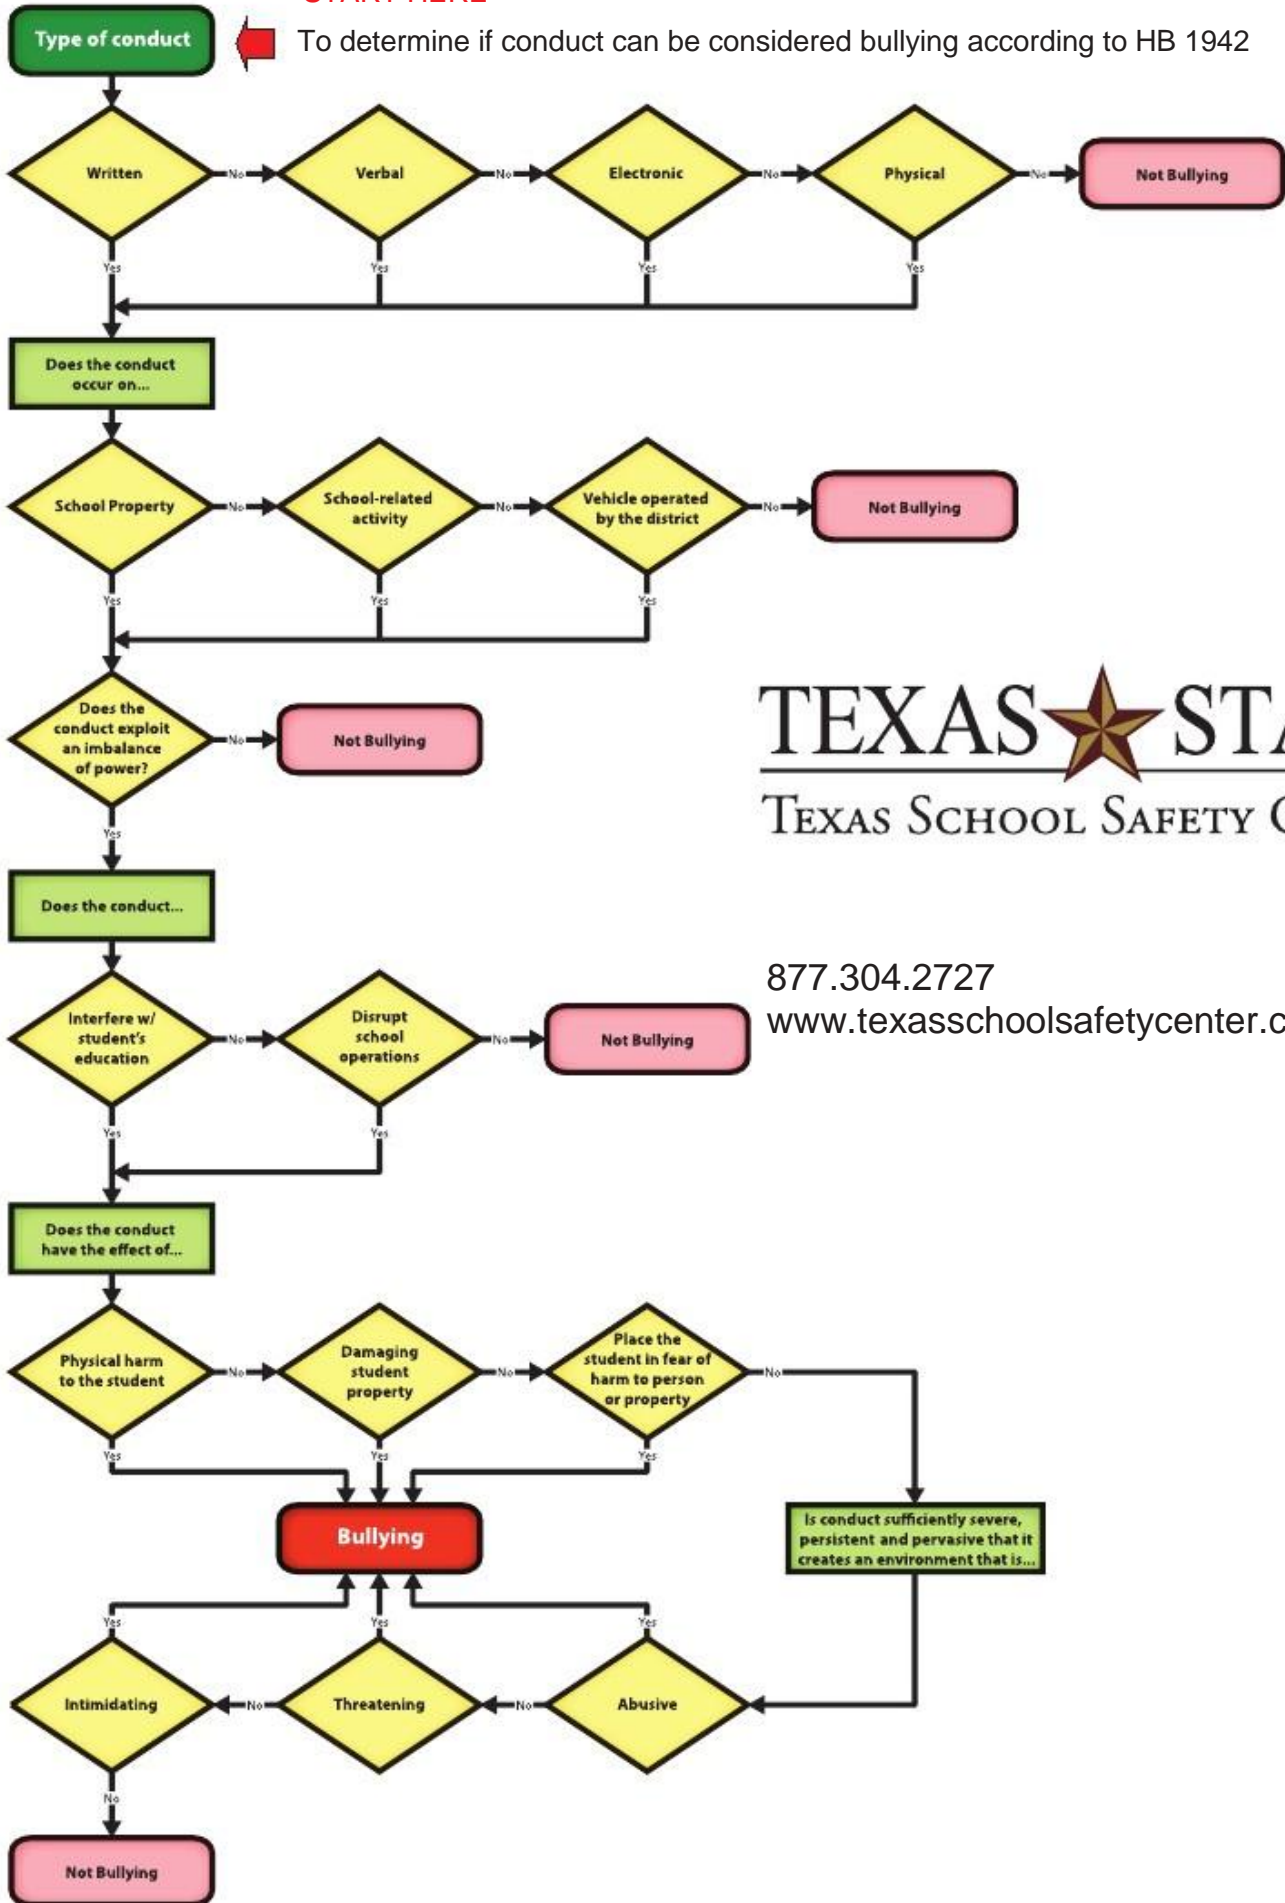 START HERE
Type of conduct
To determine if conduct can be considered bullying according to HB 1942
Written
No
Verbal
No
Electronic
No
Physical
No
Not Bullying
Yes
Yes
Yes
Yes
Does the conduct
occur on...
School Property
No
School-related
activity
No
Vehicle operated
by the district
No
Not Bullying
Yes
Yes
Yes
Does the
conduct exploit
an imbalance
of power?
No
Not Bullying
Yes
TEXAS STA
TEXAS SCHOOL SAFETY
Does the conduct...
877.304.2727
www.texasschoolsafetycenter.c
Interfere w/
student's
education
No
Disrupt
school
operations
No
Not Bullying
Yes
Yes
Does the conduct
have the effect of...
Physical harm
to the student
No
Damaging
student
property
No
Place the
student in fear of
harm to person
or property
No
Yes
Yes
Yes
Bullying
Is conduct sufficiently severe,
persistent and pervasive that it
creates an environment that is...
Yes
Yes
Yes
Intimidating
No
Threatening
No
Abusive
No
Not Bullying